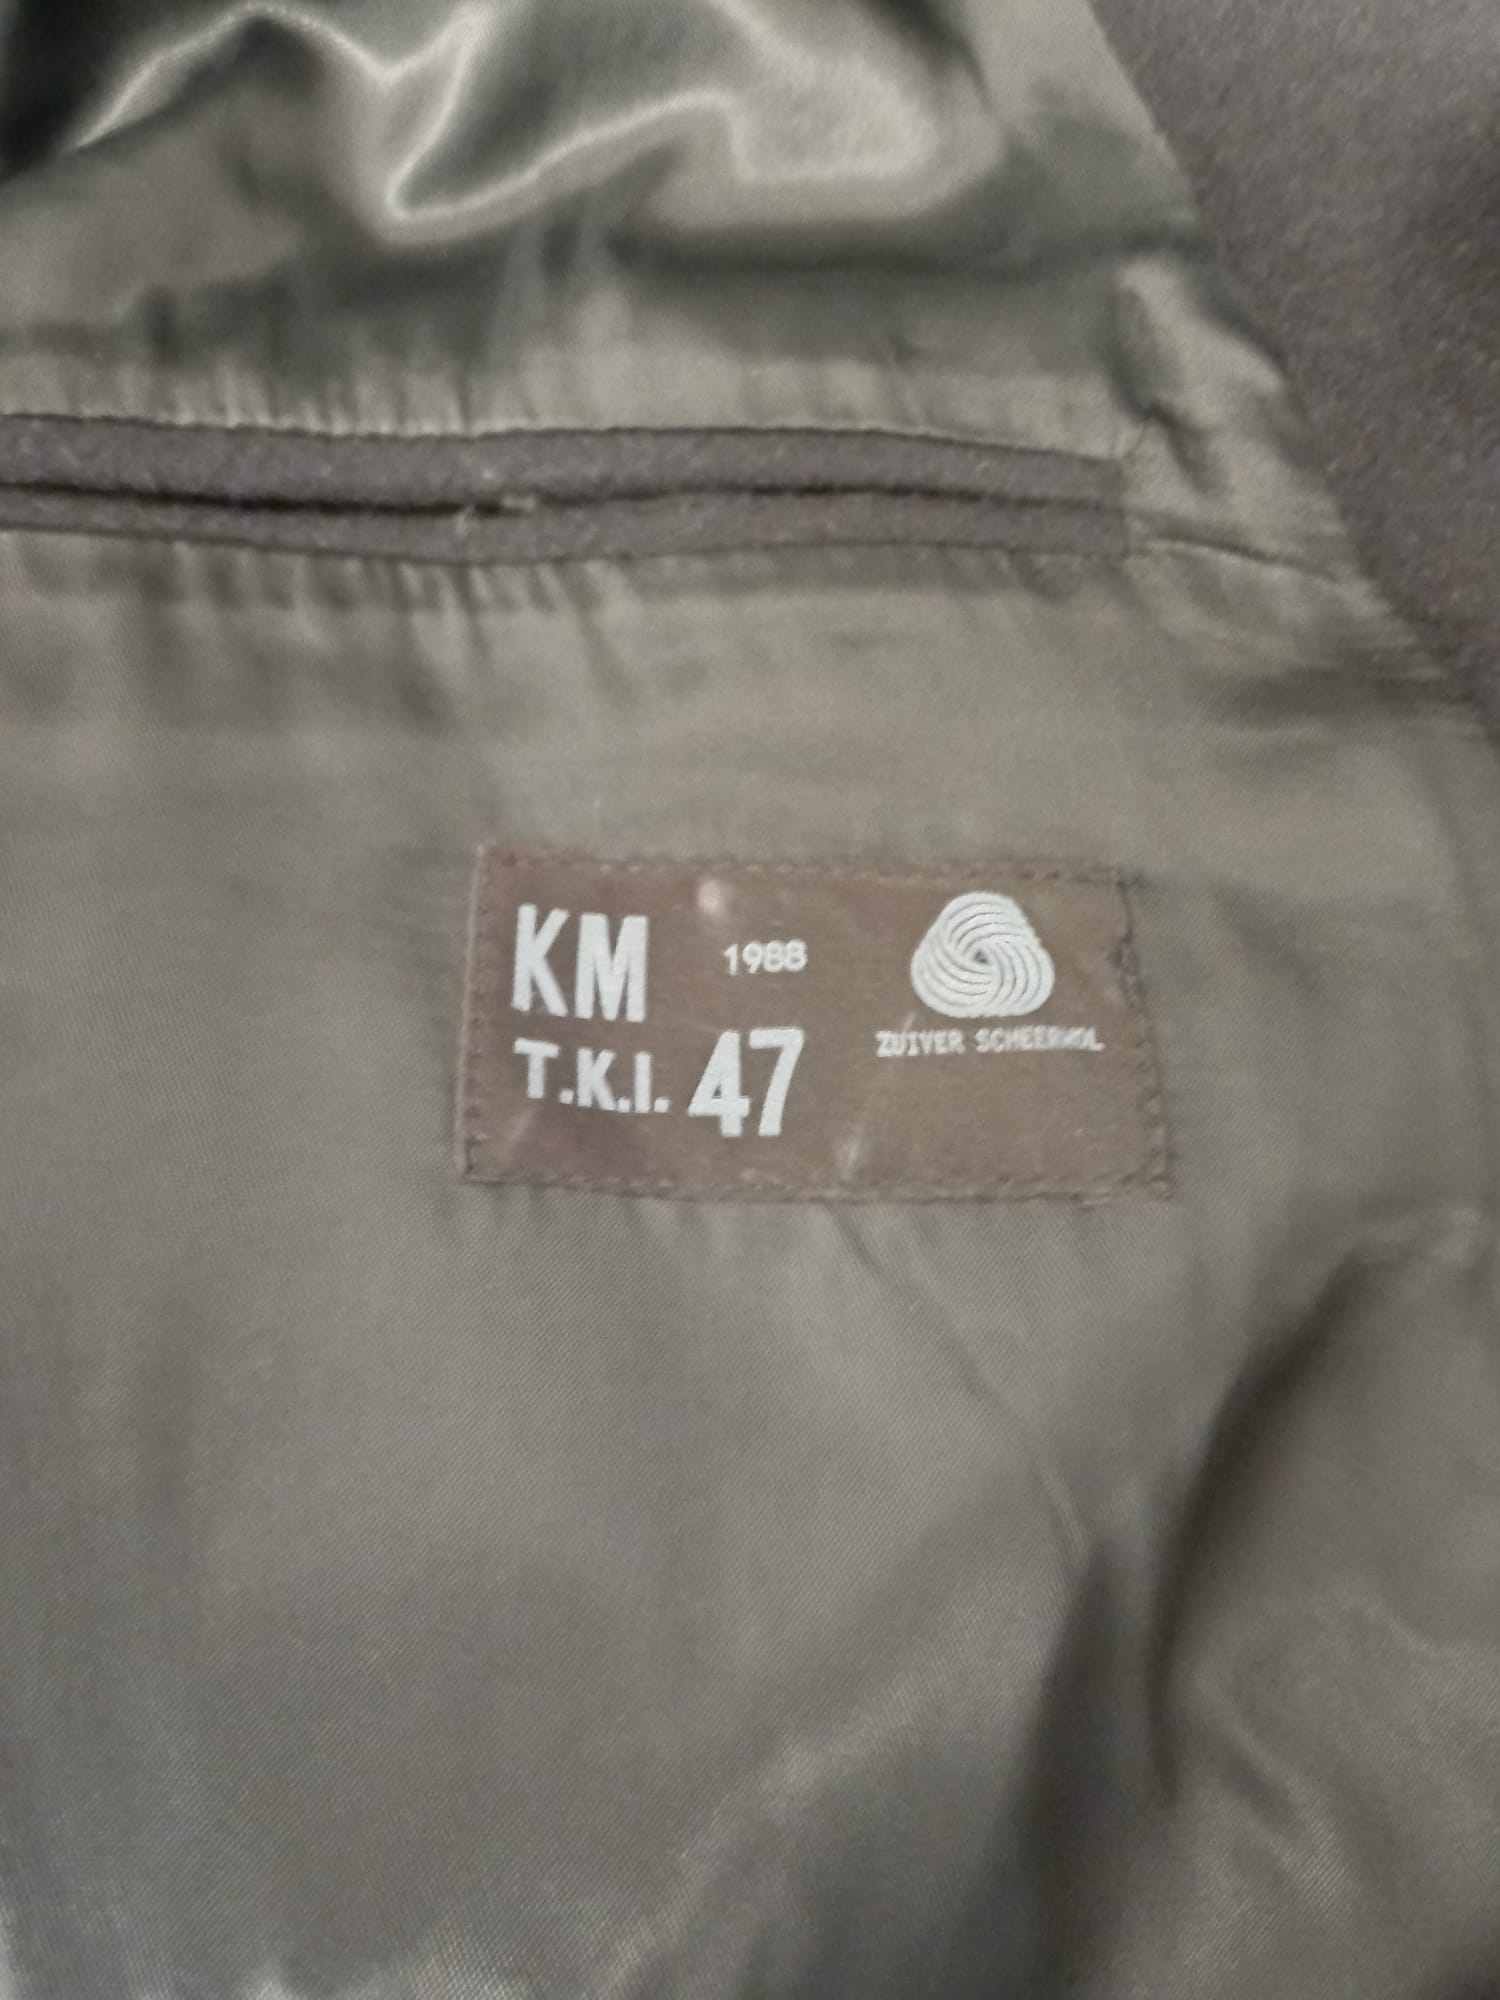 KM 1988
T.K.I. 47
ZUIVER SCHEERWOL